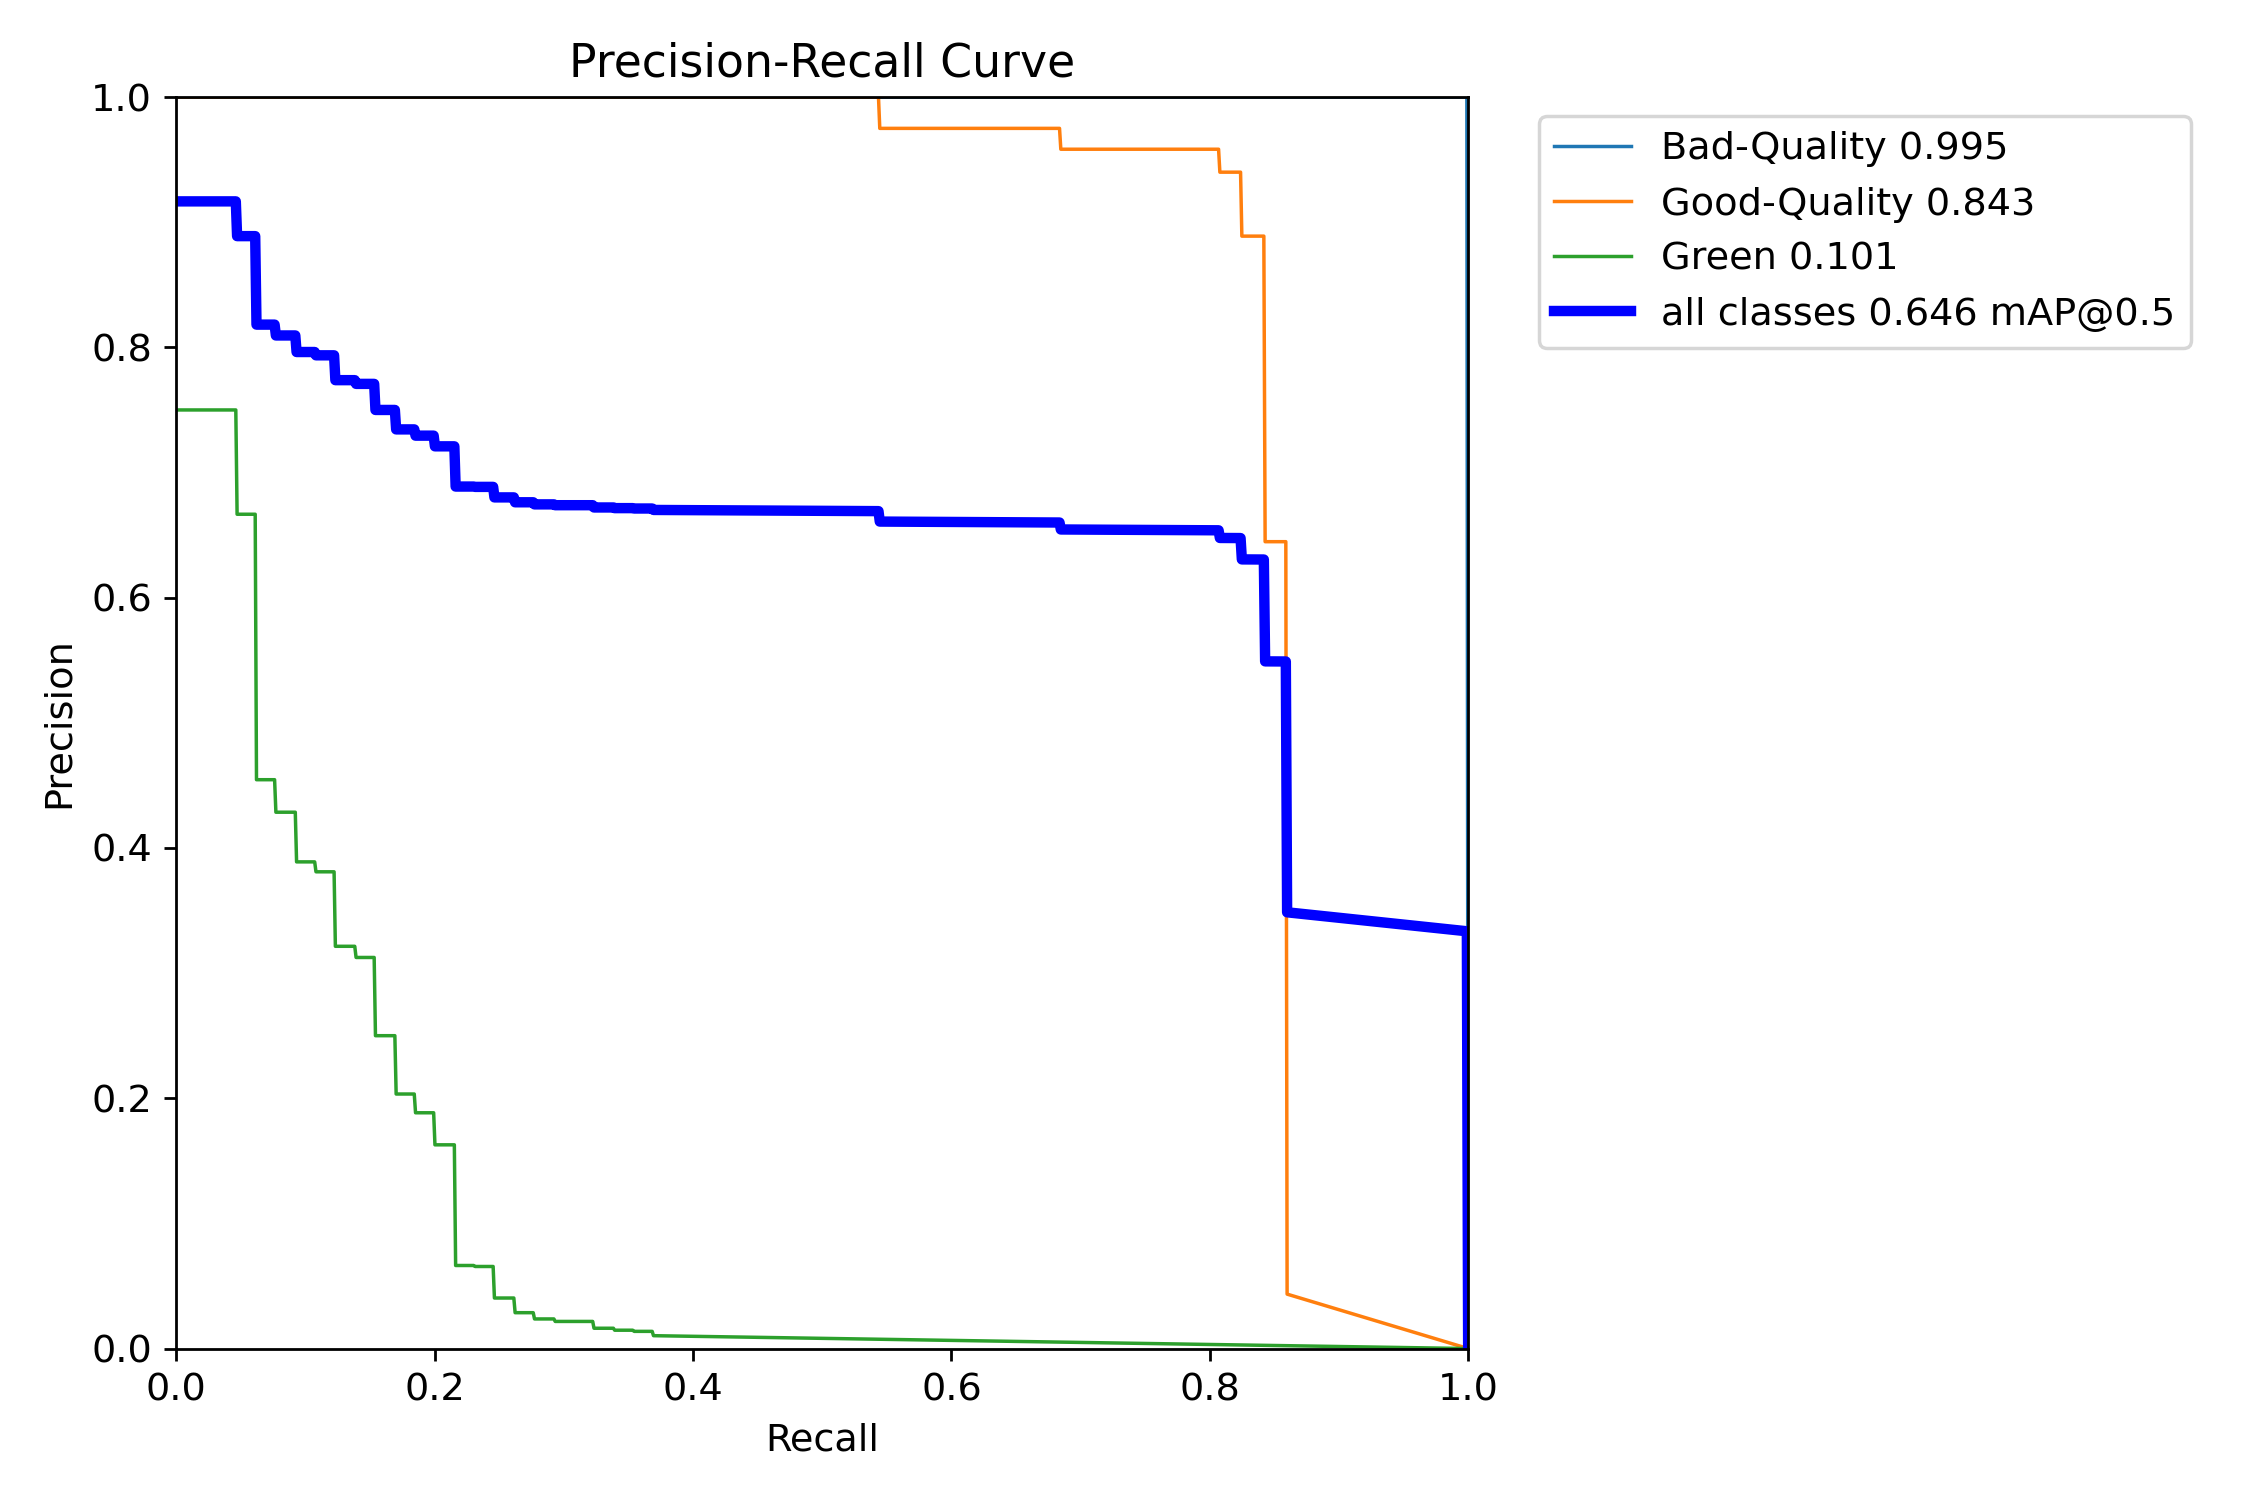 Precision-Recall Curve
1.0
0.8
0.6
0.4
0.2
0.0
Precision
0.0 0.2 0.4 0.6 0.8 1.0
Recall
Bad-Quality 0.995
Good-Quality 0.843
Green 0.101
all classes 0.646 mAP@0.5